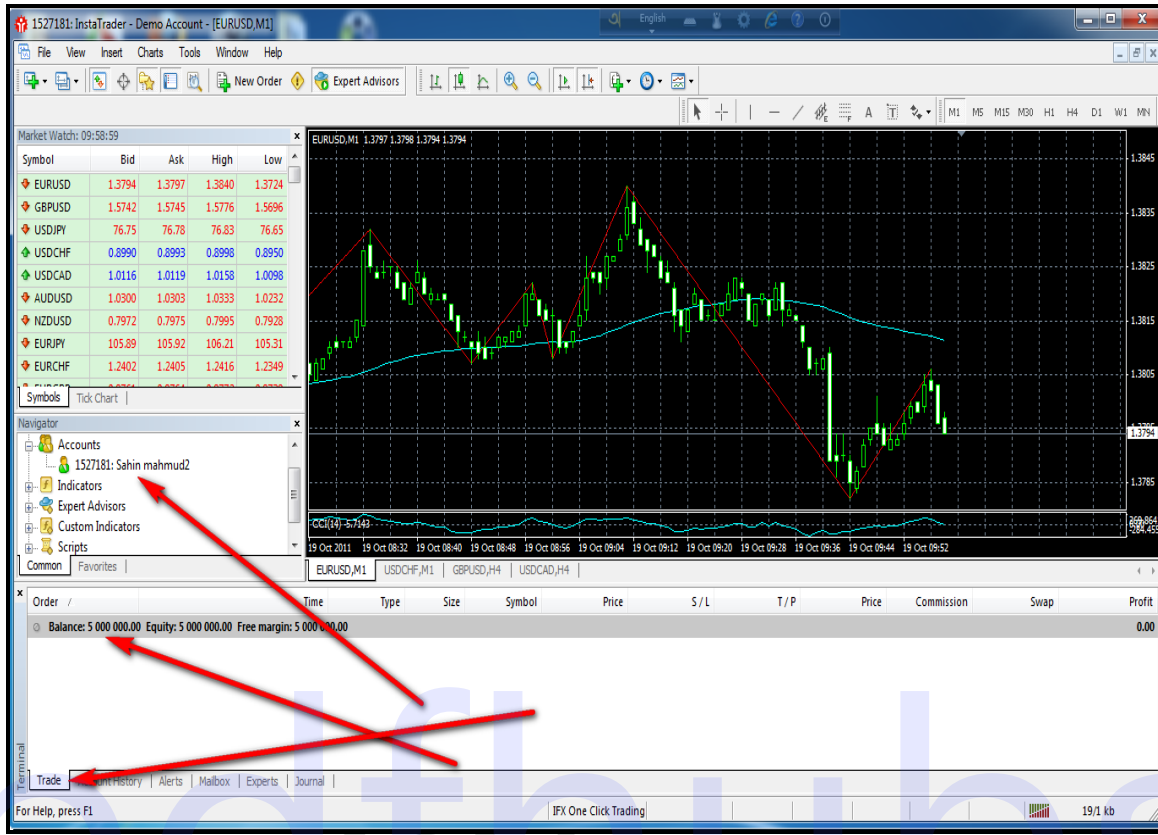 1527181: InstaTrader - Demo Account - [EURUSD,M1]
English
File View Insert Charts Tools Window Help
New Order Expert Advisors
A T M1 M5 M15 M30 H1 H4 D1 W1 MN
Market Watch: 09:58:59
Symbol Bid Ask High Low
EURUSD 1.3794 1.3797 1.3840 1.3724
GBPUSD 1.5742 1.5745 1.5776 1.5696
USDJPY 76.75 76.78 76.83 76.65
USDCHF 0.8990 0.8993 0.8998 0.8950
USDCAD 1.0116 1.0119 1.0158 1.0098
AUDUSD 1.0300 1.0303 1.0333 1.0232
NZDUSD 0.7972 0.7975 0.7995 0.7928
EURJPY 105.89 105.92 106.21 105.31
EURCHF 1.2402 1.2405 1.2416 1.2349
Symbols Tick Chart
Navigator
Accounts
1527181: Sahin mahmud2
Indicators
Expert Advisors
Custom Indicators
Scripts
Common Favorites
EURUSD,M1 1.3797 1.3798 1.3794 1.3794
1.3845
1.3835
1.3825
1.3815
1.3805
1.3794
1.3785
CCI(14) -5.7143
19 Oct 2011 19 Oct 08:32 19 Oct 08:40 19 Oct 08:48 19 Oct 08:56 19 Oct 09:04 19 Oct 09:12 19 Oct 09:20 19 Oct 09:28 19 Oct 09:36 19 Oct 09:44 19 Oct 09:52
EURUSD,M1 USDCHF,M1 GBPUSD,H4 USDCAD,H4
Order / Time Type Size Symbol Price S / L T / P Price Commission Swap Profit
Balance: 5 000 000.00 Equity: 5 000 000.00 Free margin: 5 000 000.00 0.00
Terminal
Trade Account History Alerts Mailbox Experts Journal
For Help, press F1 IFX One Click Trading 19/1 kb